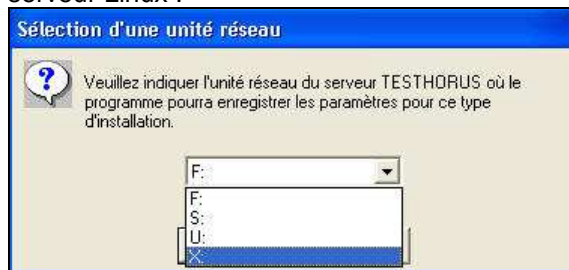 serveur Linux :
Sélection d'une unité réseau
Veuillez indiquer l'unité réseau du serveur TESTHORUS où le
programme pourra enregistrer les paramètres pour ce type
d'installation.
F:
F:
S:
U:
X: